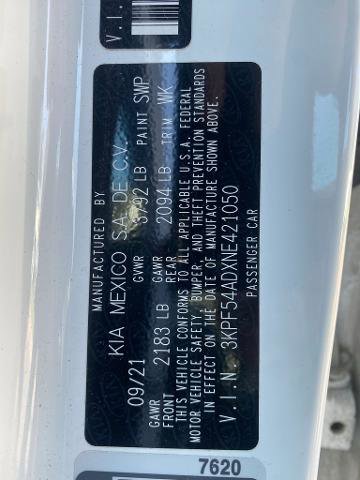 V.I.N
MANUFACTURED BY
KIA MEXICO S.A. DE C.V.
09/21 GVWR 3792 LB PAINT SWP
GAWR FRONT 2183 LB GAWR REAR 2094 LB TRIM WK
THIS VEHICLE CONFORMS TO ALL APPLICABLE U.S.A. FEDERAL
MOTOR VEHICLE SAFETY, BUMPER, AND THEFT PREVENTION STANDARDS
IN EFFECT ON THE DATE OF MANUFACTURE SHOWN ABOVE.
V.I.N. 3KPF54ADXNE421050
PASSENGER CAR
7620